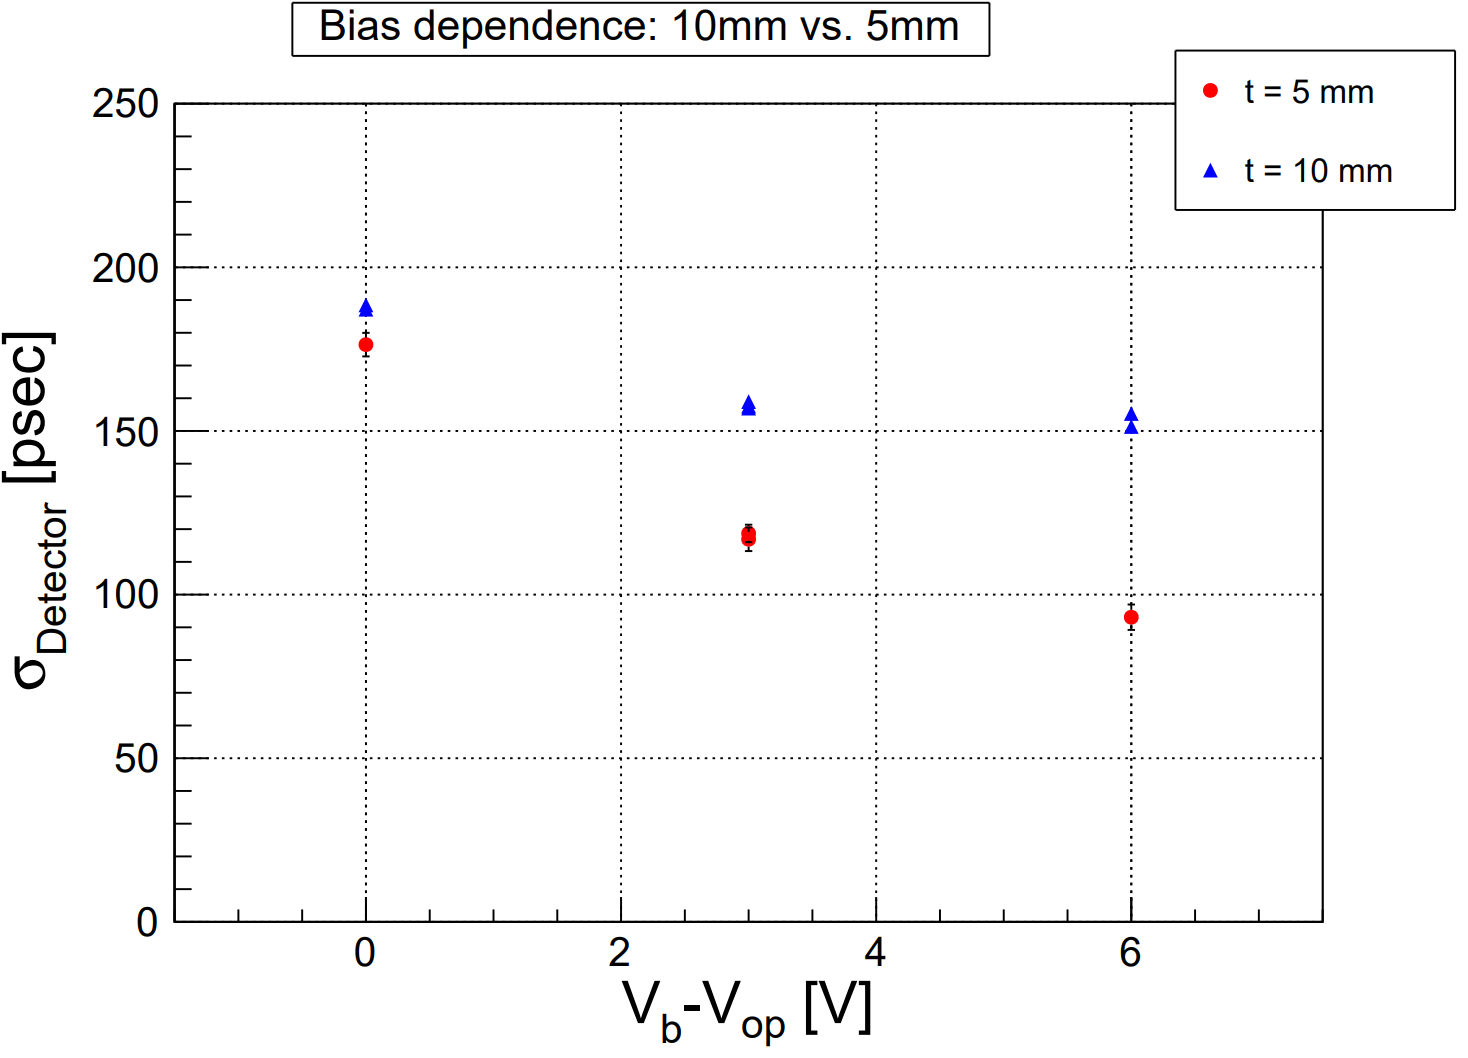 Bias dependence: 10mm vs. 5mm
t = 5 mm
t = 10 mm
250
200
150
100
50
0
σDetector [psec]
0 2 4 6
Vb-Vop [V]